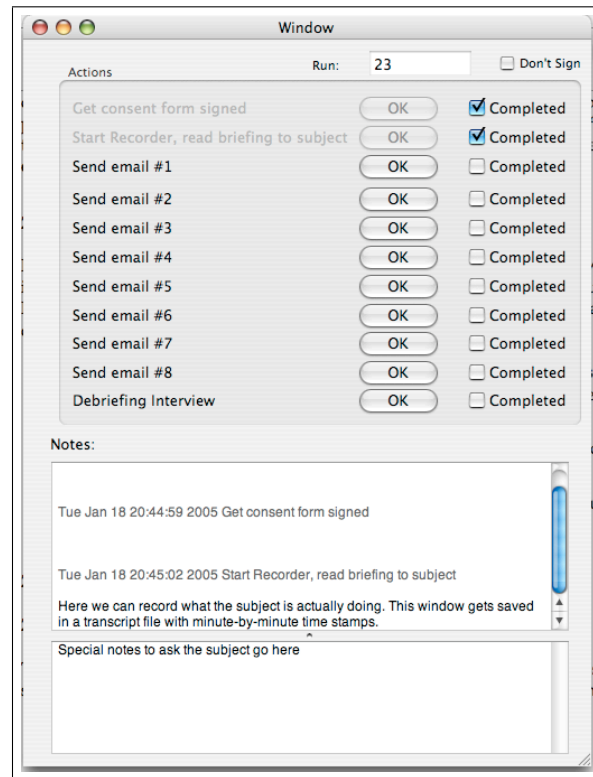 Window
Run: 23 Don't Sign
Actions
Get consent form signed OK Completed
Start Recorder, read briefing to subject OK Completed
Send email #1 OK Completed
Send email #2 OK Completed
Send email #3 OK Completed
Send email #4 OK Completed
Send email #5 OK Completed
Send email #6 OK Completed
Send email #7 OK Completed
Send email #8 OK Completed
Debriefing Interview OK Completed
Notes:
Tue Jan 18 20:44:59 2005 Get consent form signed
Tue Jan 18 20:45:02 2005 Start Recorder, read briefing to subject
Here we can record what the subject is actually doing. This window gets saved
in a transcript file with minute-by-minute time stamps.
Special notes to ask the subject go here